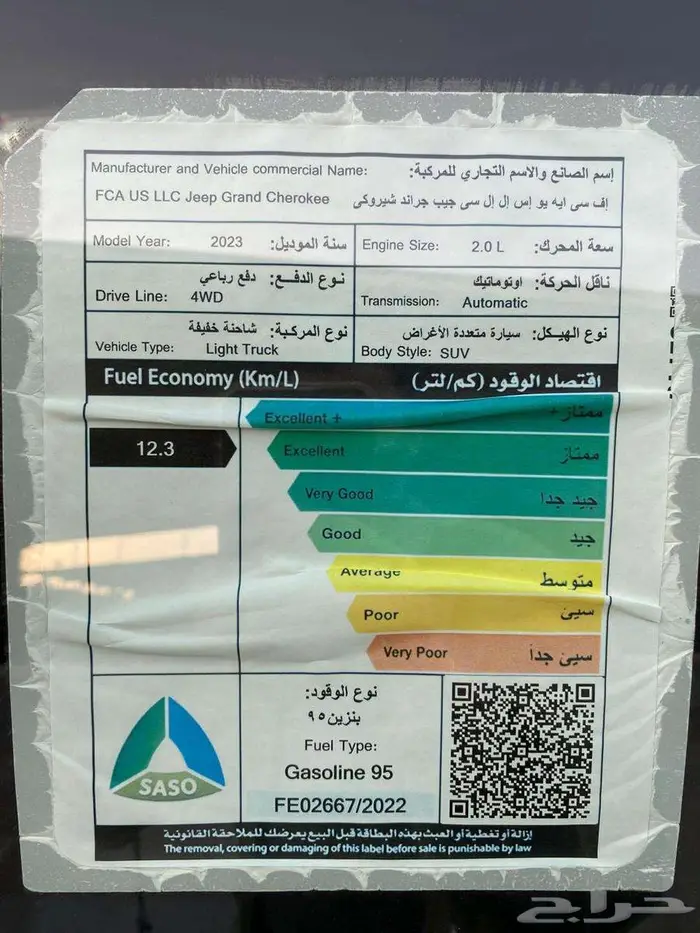 Manufacturer and Vehicle commercial Name: إسم الصانع والاسم التجاري للمركبة:
FCA US LLC Jeep Grand Cherokee إف سى ايه يو إس إل إل سى جيب جراند شيروكى
Model Year: 2023 سنة الموديل: Engine Size: 2.0 L سعة المحرك:
نوع الدفع: دفع رباعي ناقل الحركة: اوتوماتيك
Drive Line: 4WD Transmission: Automatic
نوع المركبة: شاحنة خفيفة نوع الهيكل: سيارة متعددة الأغراض
Vehicle Type: Light Truck Body Style: SUV
Fuel Economy (Km/L) اقتصاد الوقود (كم/لتر)
Excellent + ممتاز +
12.3 Excellent ممتاز
Very Good جيد جدا
Good جيد
Average متوسط
Poor سيئ
Very Poor سيئ جداً
نوع الوقود:
بنزين ٩٥
Fuel Type:
Gasoline 95
FE02667/2022
SASO
إزالة أو تغطية أو العبث بهذه البطاقة قبل البيع يعرضك للملاحقة القانونية
The removal, covering or damaging of this label before sale is punishable by law
حراج